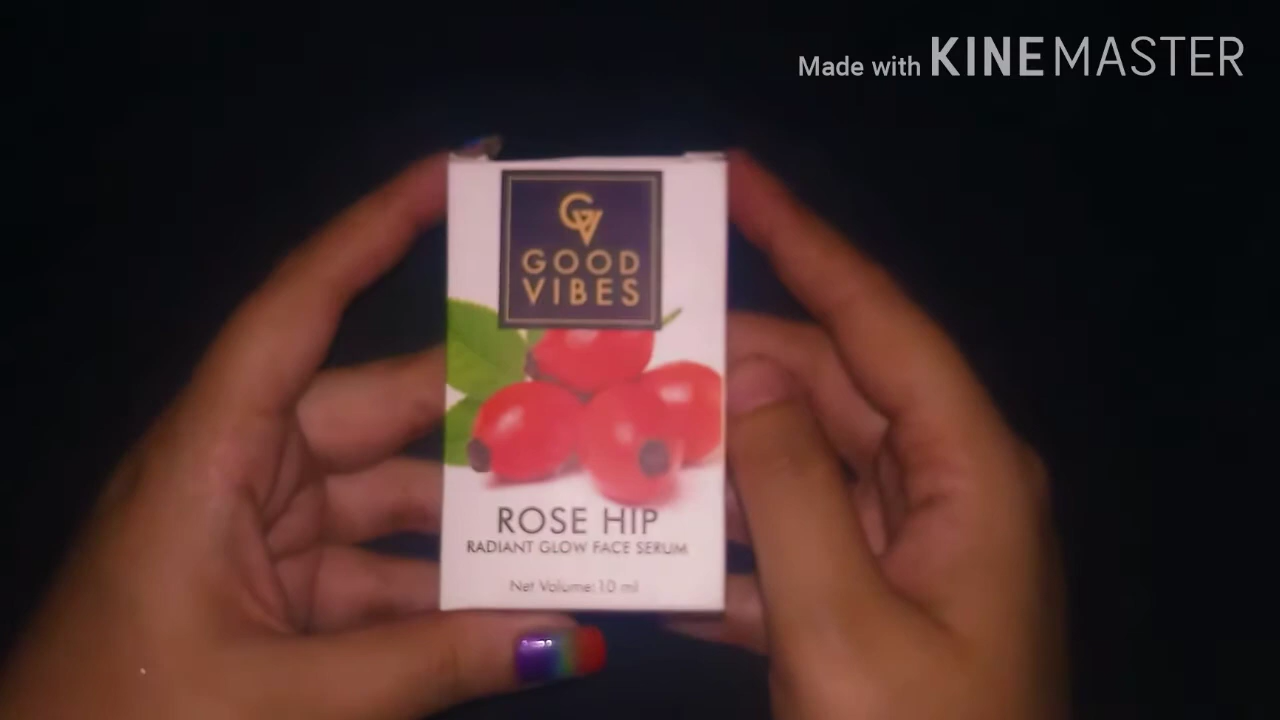 Made with KINEMASTER
GV
GOOD
VIBES
ROSE HIP
RADIANT GLOW FACE SERUM
Net Volume: 10 ml